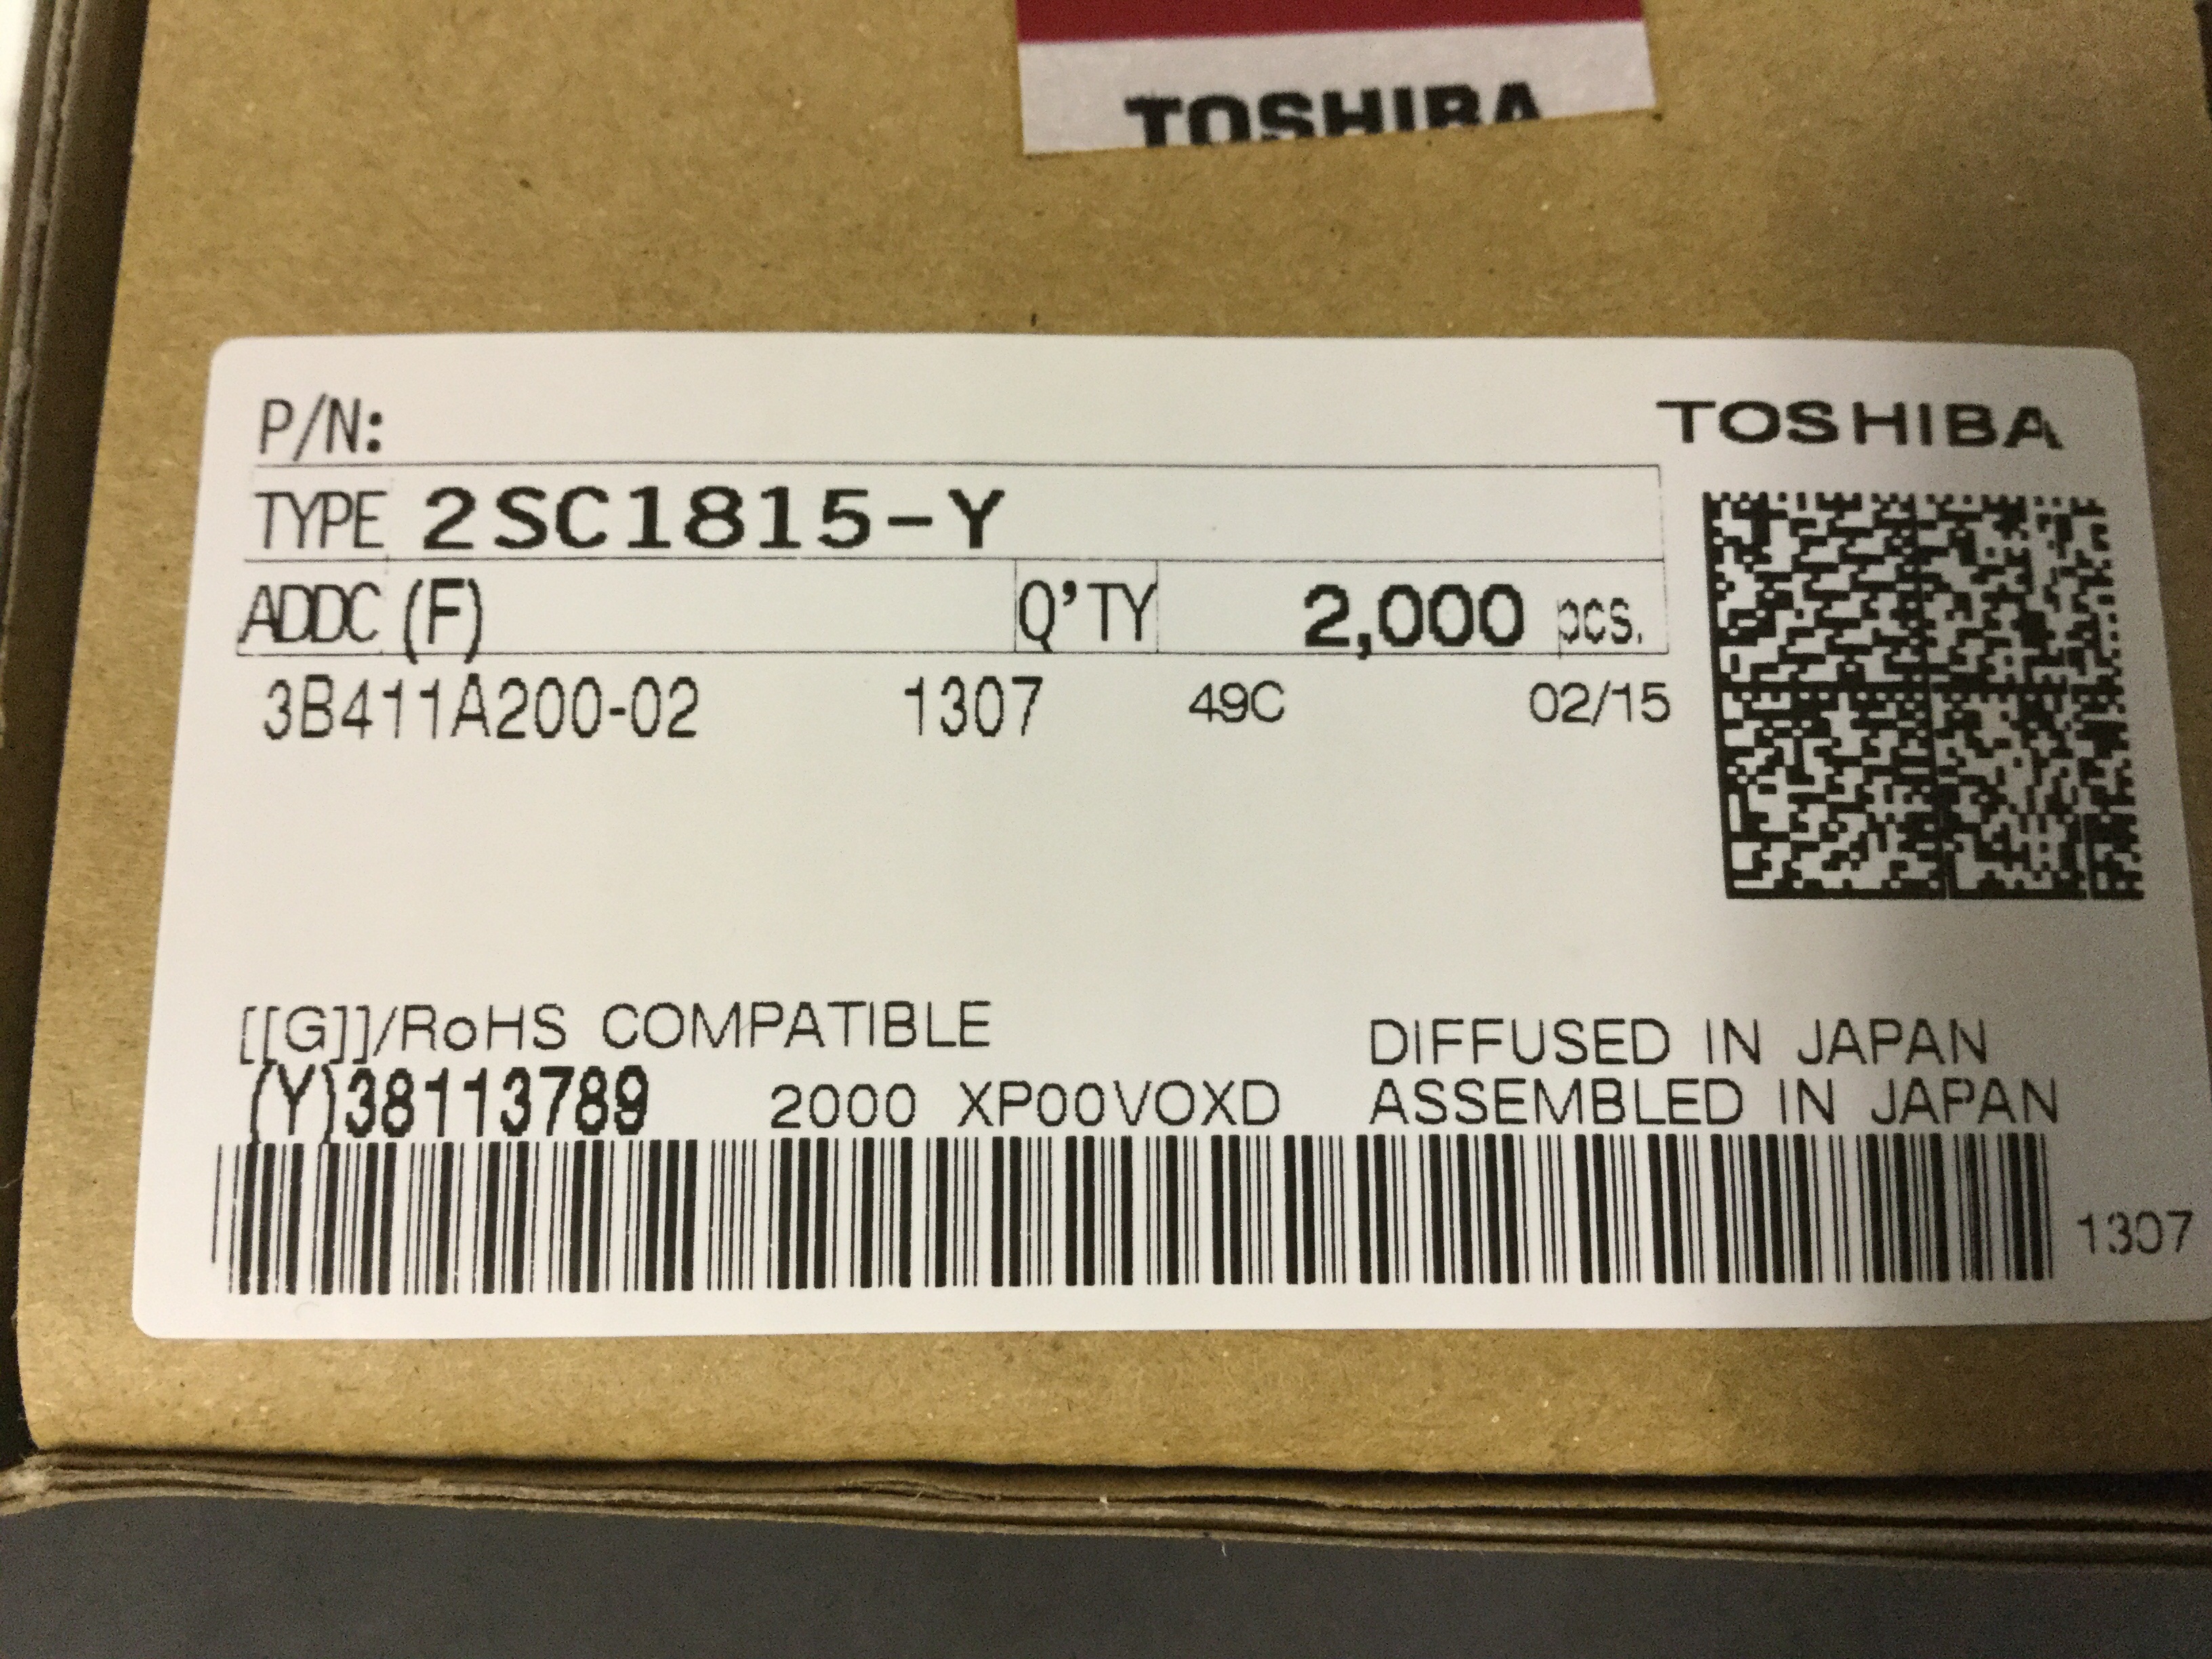 TOSHIBA
P/N:
TOSHIBA
TYPE 2SC1815-Y
ADDC (F) Q'TY 2,000 pcs.
3B411A200-02 1307 49C 02/15
[[G]]/RoHS COMPATIBLE
DIFFUSED IN JAPAN
(Y)38113789 2000 XP00VOXD
ASSEMBLED IN JAPAN
1307